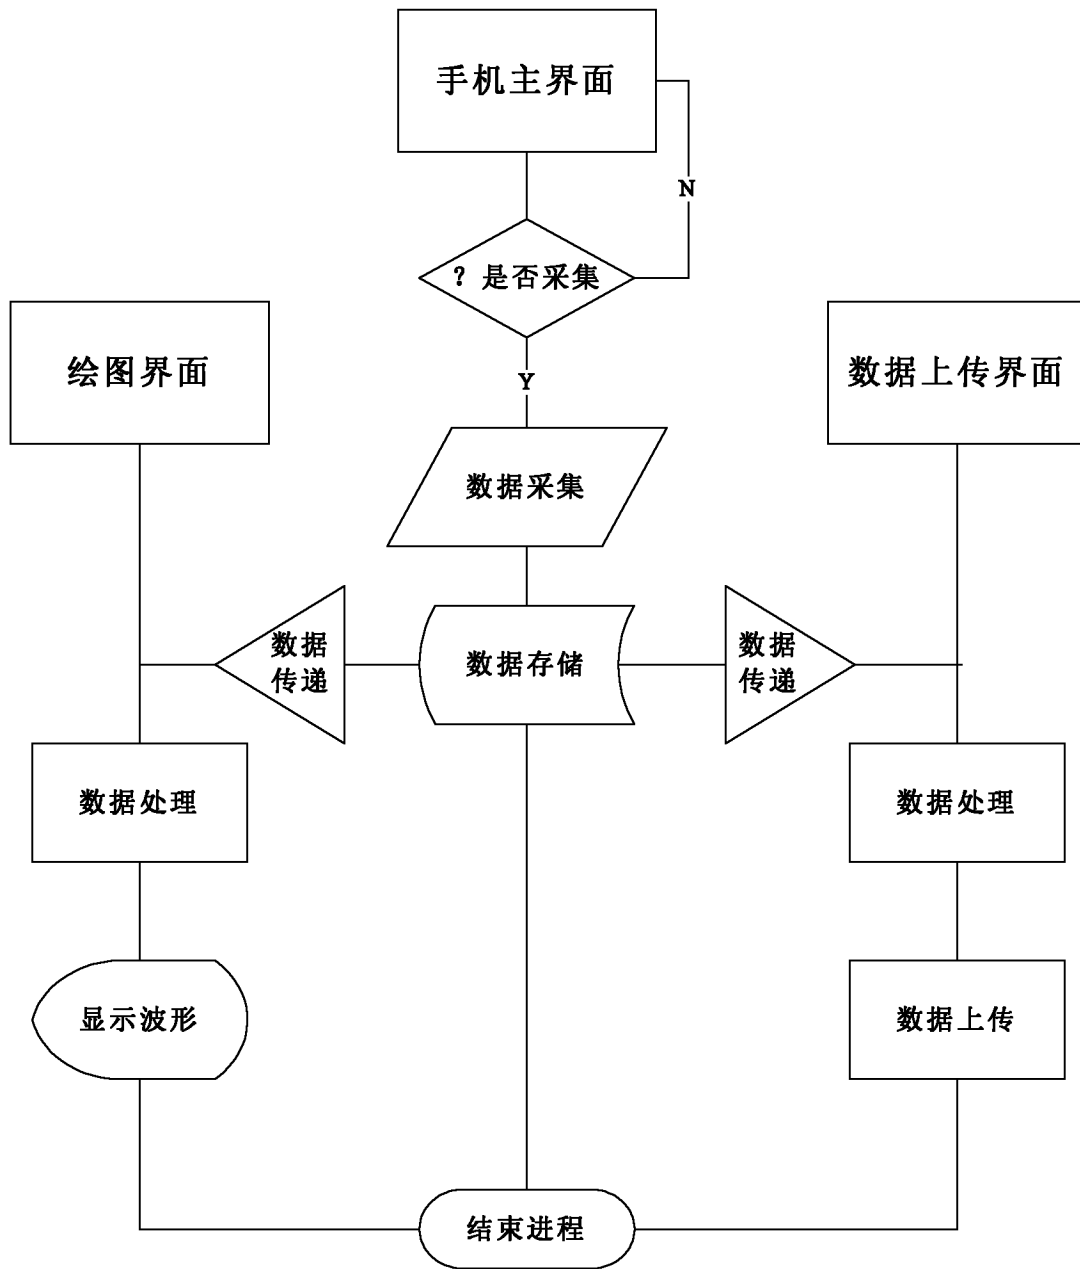 手机主界面
N
? 是否采集
绘图界面
数据上传界面
Y
数据采集
数据
传递
数据存储
数据
传递
数据处理
数据处理
显示波形
数据上传
结束进程